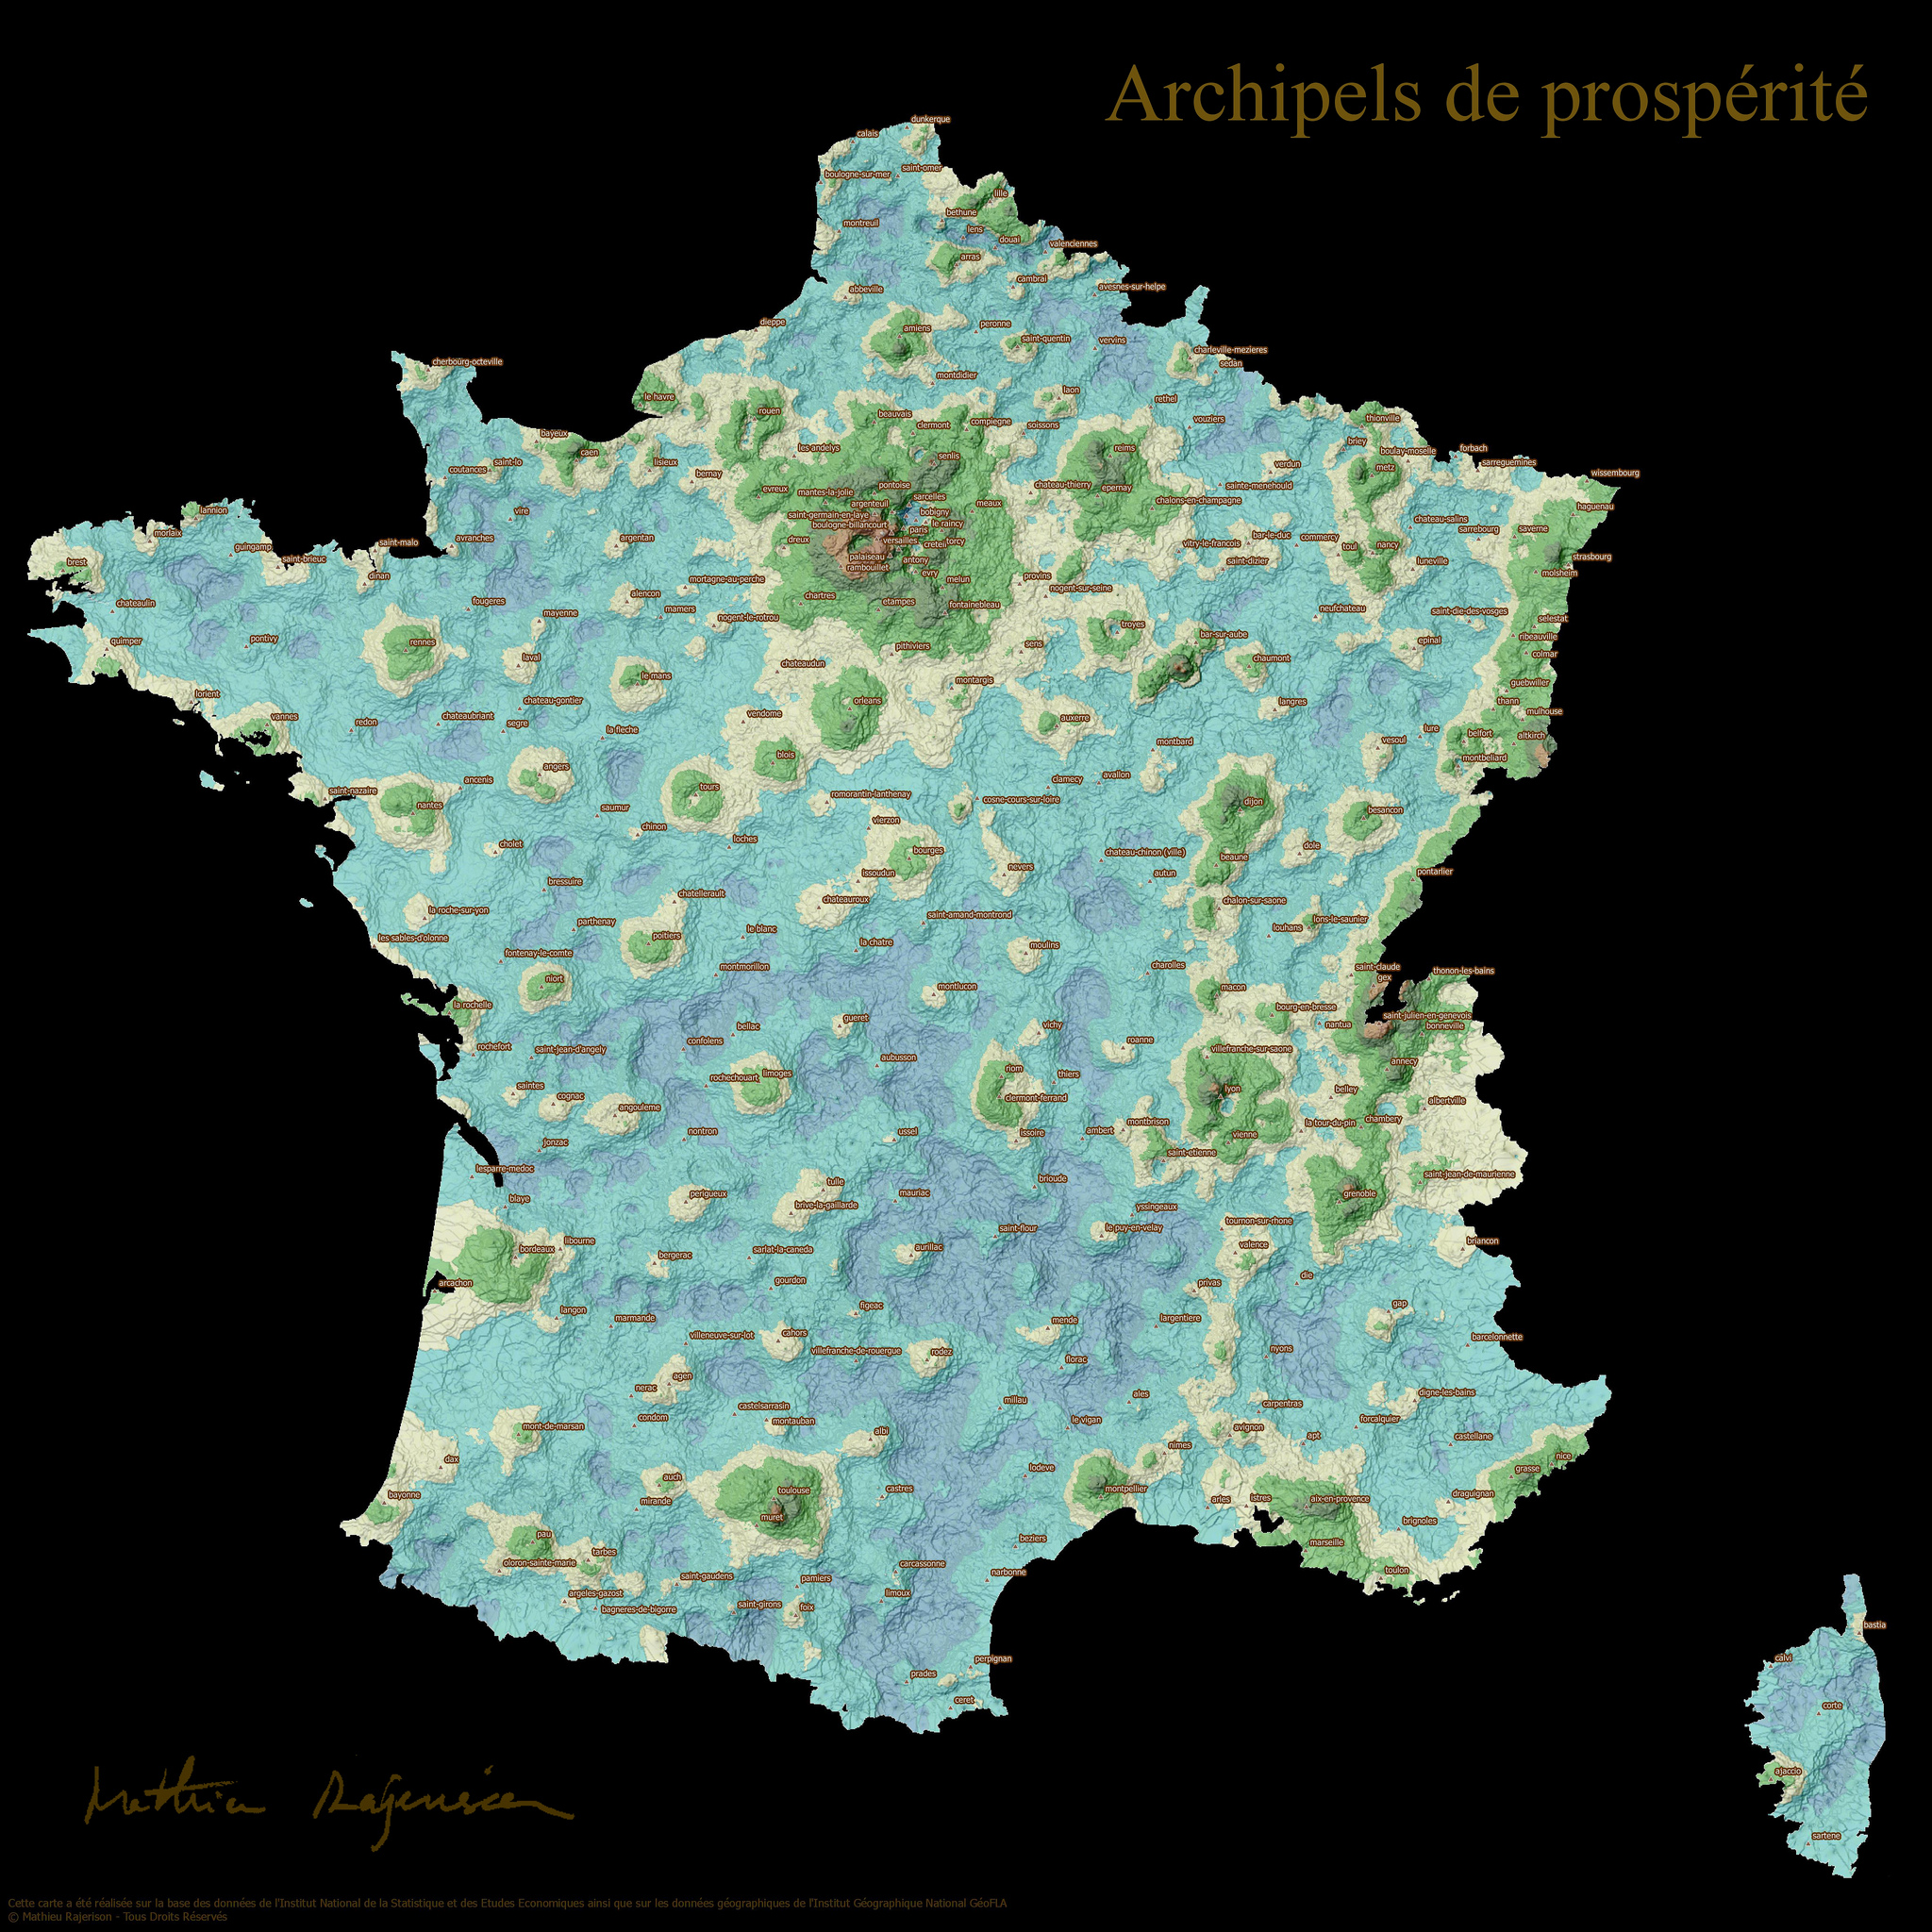 Archipels de prospérité
dunkerque
calais
saint-omer
boulogne-sur-mer
lille
bethune
montreuil
lens
douai
valenciennes
arras
cambrai
avesnes-sur-helpe
abbeville
dieppe
amiens
peronne
saint-quentin
vervins
charleville-mezieres
sedan
cherbourg-octeville
montdidier
laon
le havre
rouen
beauvais
clermont
compiegne
soissons
rethel
vouziers
thionville
bayeux
caen
lisieux
les andelys
senlis
reims
briey
boulay-moselle
forbach
sarreguemines
wissembourg
coutances
saint-lo
bernay
pontoise
verdun
metz
evreux
mantes-la-jolie
argenteuil
sarcelles
meaux
chateau-thierry
epernay
sainte-menehould
chalons-en-champagne
haguenau
lannion
vire
saint-germain-en-laye
bobigny
boulogne-billancourt
le raincy
paris
chateau-salins
sarrebourg
saverne
morlaix
guingamp
saint-brieuc
saint-malo
avranches
argentan
dreux
versailles
creteil
torcy
vitry-le-francois
bar-le-duc
commercy
toul
nancy
strasbourg
brest
dinan
palaiseau
rambouillet
antony
evry
melun
provins
saint-dizier
luneville
molsheim
chateaulin
fougeres
mayenne
alencon
mortagne-au-perche
mamers
nogent-le-rotrou
chartres
etampes
fontainebleau
nogent-sur-seine
troyes
neufchateau
saint-die-des-vosges
selestat
quimper
pontivy
rennes
laval
le mans
pithiviers
sens
bar-sur-aube
chaumont
epinal
ribeauville
colmar
chateaudun
montargis
guebwiller
lorient
vannes
redon
chateaubriant
chateau-gontier
segre
la fleche
vendome
orleans
auxerre
langres
thann
mulhouse
blois
montbard
vesoul
lure
belfort
altkirch
montbeliard
saint-nazaire
ancenis
angers
saumur
tours
romorantin-lanthenay
cosne-cours-sur-loire
clamecy
avallon
dijon
besancon
nantes
chinon
loches
vierzon
cholet
bourges
issoudun
nevers
chateau-chinon (ville)
autun
beaune
dole
pontarlier
bressuire
chatellerault
chateauroux
la roche-sur-yon
parthenay
saint-amand-montrond
chalon-sur-saone
louhans
lons-le-saunier
les sables-d'olonne
fontenay-le-comte
poitiers
le blanc
la chatre
moulins
charolles
saint-claude
gex
thonon-les-bains
niort
montmorillon
montlucon
macon
la rochelle
bourg-en-bresse
nantua
saint-julien-en-genevois
bonneville
rochefort
saint-jean-d'angely
confolens
bellac
gueret
vichy
roanne
villefranche-sur-saone
annecy
saintes
cognac
angouleme
rochechouart
limoges
aubusson
riom
thiers
clermont-ferrand
lyon
belley
albertville
jonzac
nontron
ussel
issoire
ambert
montbrison
vienne
la-tour-du-pin
chambery
saint-etienne
lesparre-medoc
blaye
perigueux
tulle
brive-la-gaillarde
mauriac
brioude
saint-jean-de-maurienne
grenoble
yssingeaux
saint-flour
le puy-en-velay
tournon-sur-rhone
valence
briancon
bordeaux
libourne
arcachon
bergerac
sarlat-la-caneda
aurillac
gourdon
privas
die
langon
marmande
figeac
mende
largentiere
gap
barcelonnette
villeneuve-sur-lot
cahors
villefranche-de-rouergue
rodez
florac
nyons
agen
nerac
castelsarrasin
montauban
millau
ales
carpentras
digne-les-bains
forcalquier
mont-de-marsan
condom
albi
le vigan
avignon
apt
castellane
dax
nimes
auch
mirande
toulouse
muret
castres
lodeve
montpellier
arles
istres
aix-en-provence
draguignan
grasse
nice
bayonne
brignoles
pau
oloron-sainte-marie
tarbes
beziers
marseille
toulon
argeles-gazost
bagneres-de-bigorre
saint-gaudens
pamiers
saint-girons
foix
carcassonne
limoux
narbonne
prades
perpignan
ceret
bastia
calvi
corte
ajaccio
sartene
Mathieu Rajerison
Cette carte a été réalisée sur la base des données de l'Institut National de la Statistique et des Etudes Economiques ainsi que sur les données géographiques de l'Institut Géographique National GéoFLA
© Mathieu Rajerison - Tous Droits Réservés